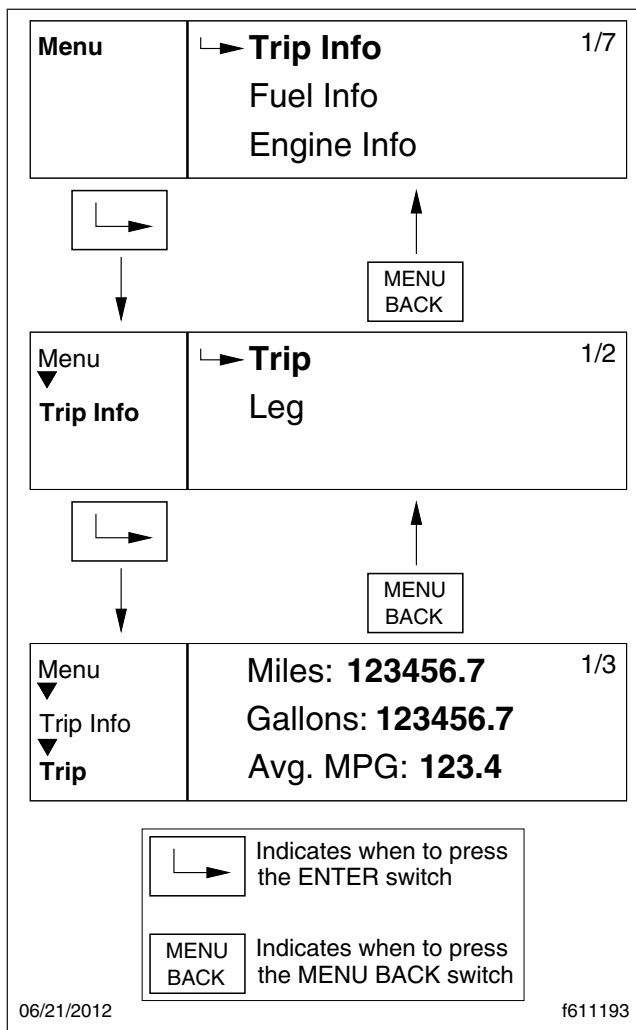 Menu
Trip Info 1/7
Fuel Info
Engine Info
MENU
BACK
Menu
Trip Info
Trip 1/2
Leg
MENU
BACK
Menu
Trip Info
Trip
Miles: 123456.7 1/3
Gallons: 123456.7
Avg. MPG: 123.4
Indicates when to press
the ENTER switch
MENU
BACK
Indicates when to press
the MENU BACK switch
06/21/2012
f611193